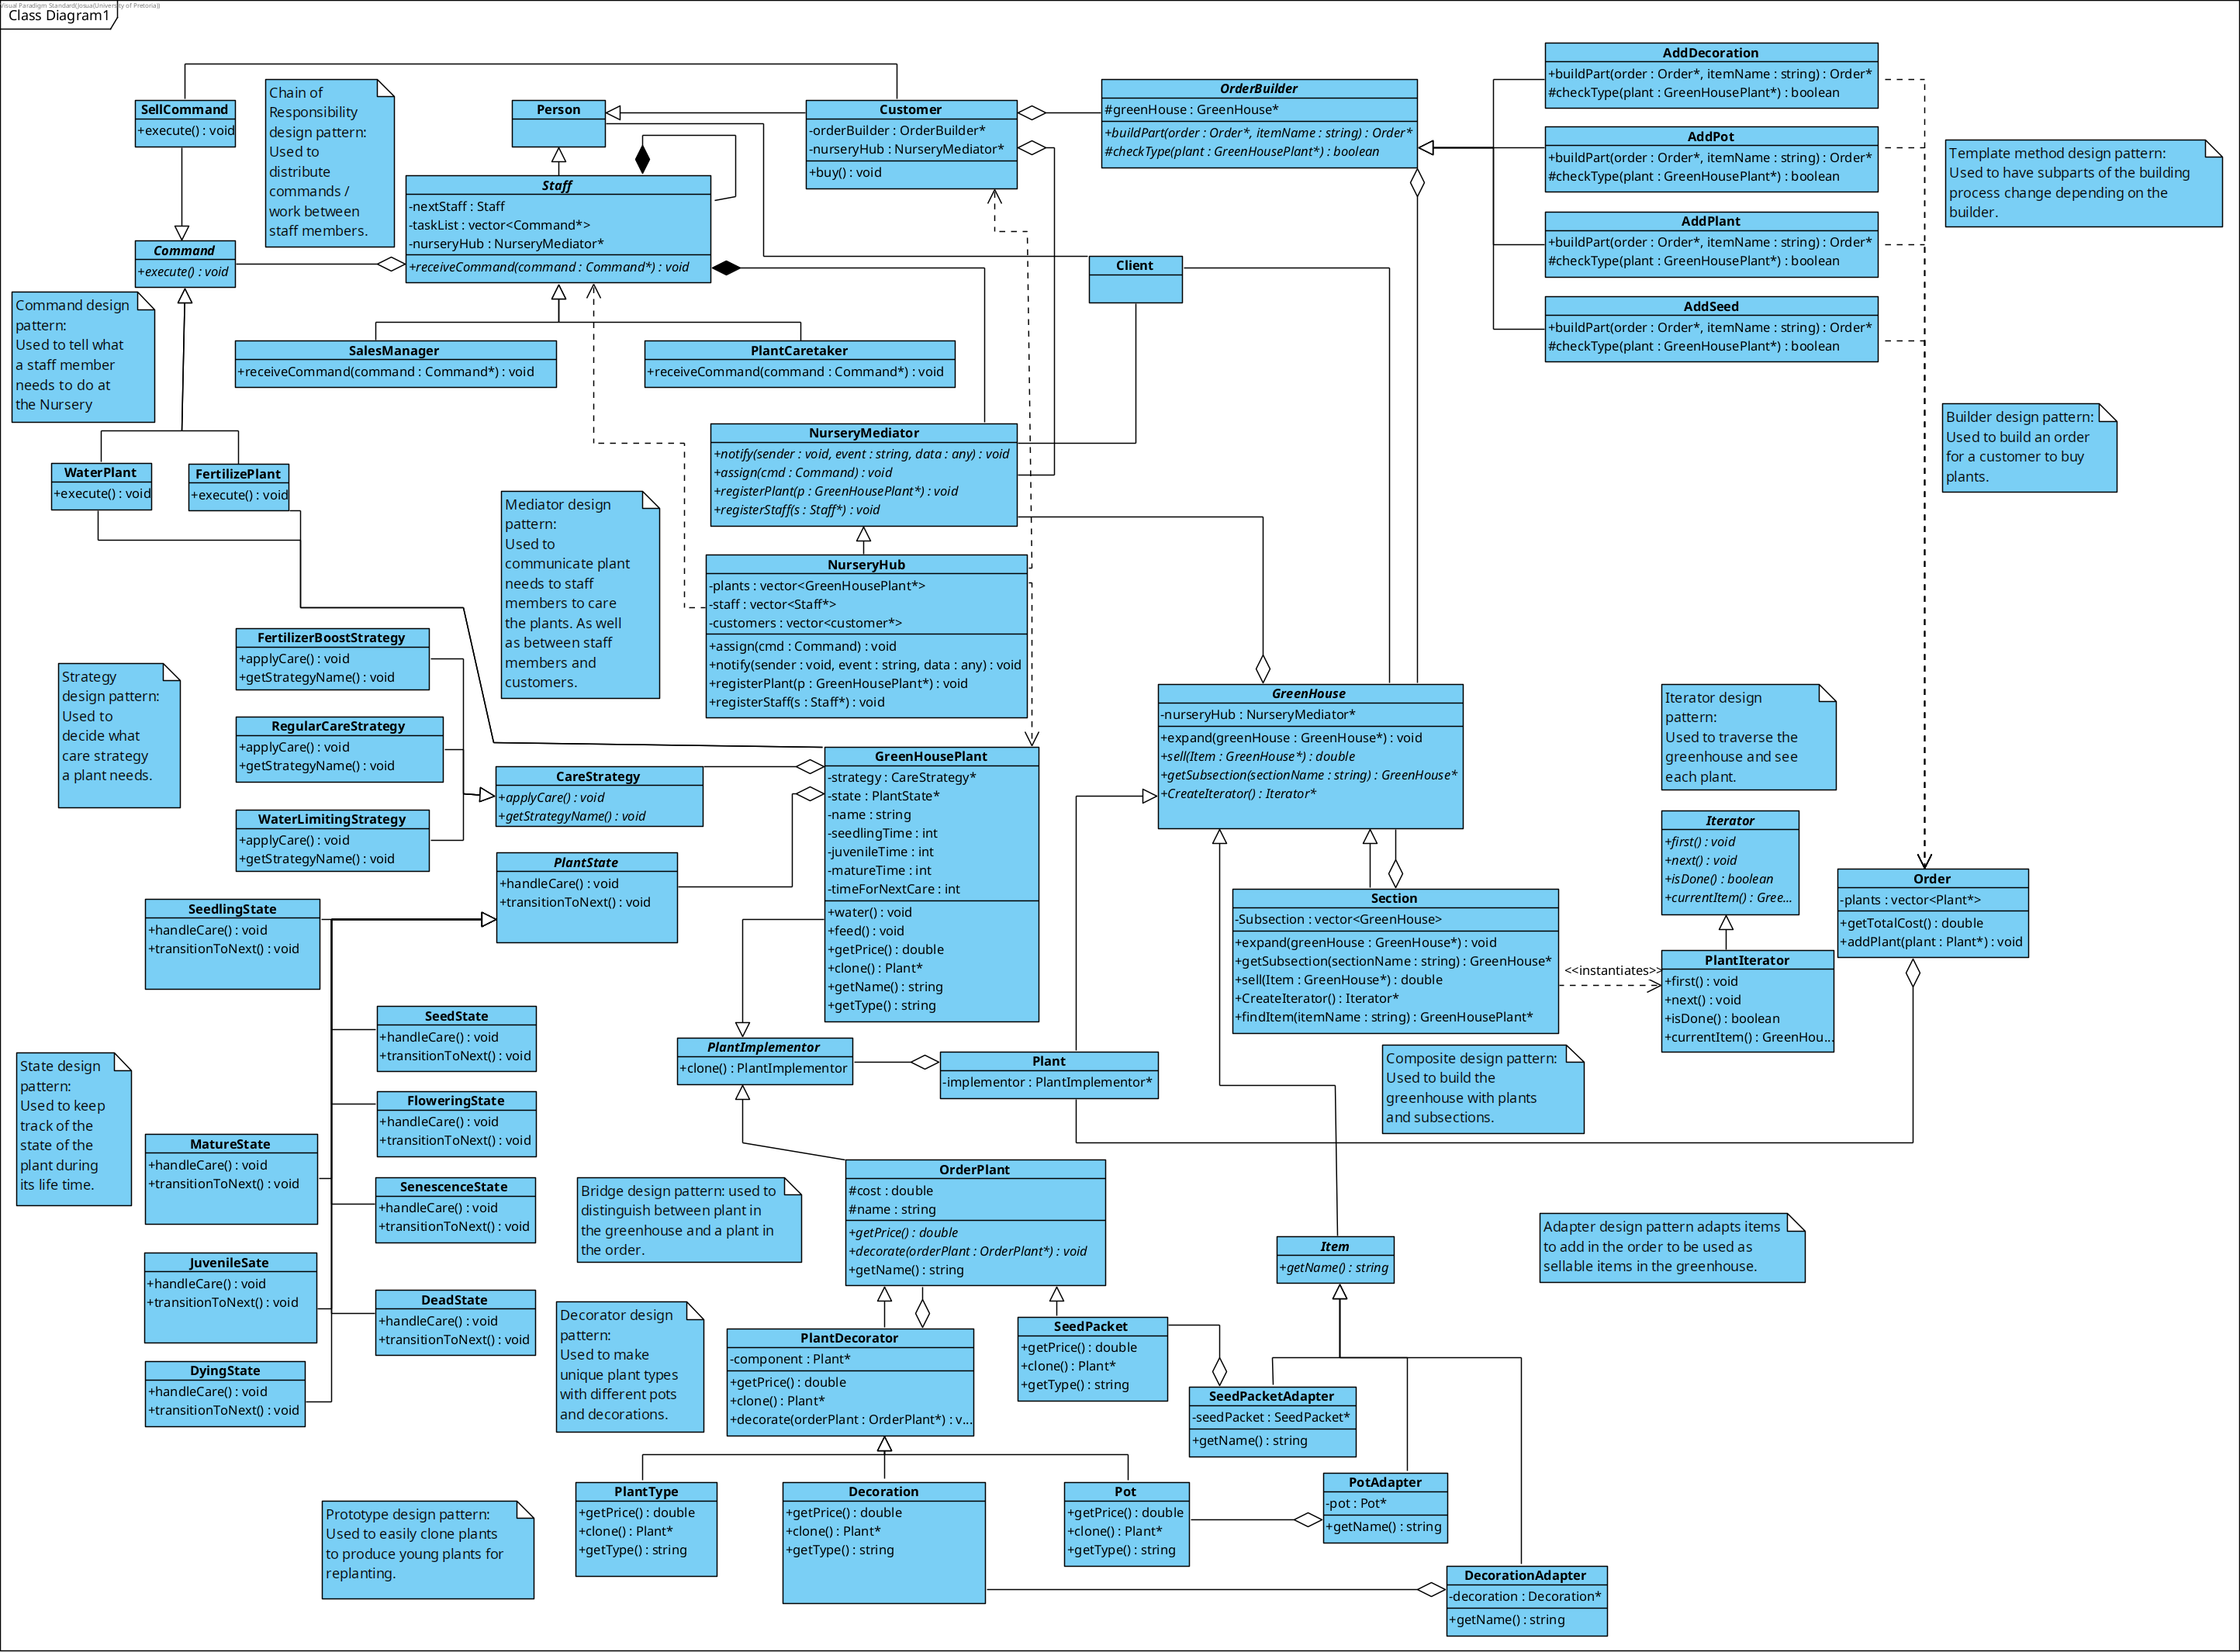 Visual Paradigm Standard(Josua(University of Pretoria))
Class Diagram1
SellCommand
+execute() : void
Chain of
Responsibility
design pattern:
Used to
distribute
commands /
work between
staff members.
Person
Customer
-orderBuilder : OrderBuilder*
-nurseryHub : NurseryMediator*
+buy() : void
OrderBuilder
#greenHouse : GreenHouse*
+buildPart(order : Order*, itemName : string) : Order*
#checkType(plant : GreenHousePlant*) : boolean
AddDecoration
+buildPart(order : Order*, itemName : string) : Order*
#checkType(plant : GreenHousePlant*) : boolean
AddPot
+buildPart(order : Order*, itemName : string) : Order*
#checkType(plant : GreenHousePlant*) : boolean
AddPlant
+buildPart(order : Order*, itemName : string) : Order*
#checkType(plant : GreenHousePlant*) : boolean
AddSeed
+buildPart(order : Order*, itemName : string) : Order*
#checkType(plant : GreenHousePlant*) : boolean
Template method design pattern:
Used to have subparts of the building
process change depending on the
builder.
Staff
-nextStaff : Staff
-taskList : vector<Command*>
-nurseryHub : NurseryMediator*
+receiveCommand(command : Command*) : void
Command
+execute() : void
Client
Command design
pattern:
Used to tell what
a staff member
needs to do at
the Nursery
SalesManager
+receiveCommand(command : Command*) : void
PlantCaretaker
+receiveCommand(command : Command*) : void
Builder design pattern:
Used to build an order
for a customer to buy
plants.
NurseryMediator
+notify(sender : void, event : string, data : any) : void
+assign(cmd : Command) : void
+registerPlant(p : GreenHousePlant*) : void
+registerStaff(s : Staff*) : void
WaterPlant
+execute() : void
FertilizePlant
+execute() : void
Mediator design
pattern:
Used to
communicate plant
needs to staff
members to care
the plants. As well
as between staff
members and
customers.
NurseryHub
-plants : vector<GreenHousePlant*>
-staff : vector<Staff*>
-customers : vector<customer*>
+assign(cmd : Command) : void
+notify(sender : void, event : string, data : any) : void
+registerPlant(p : GreenHousePlant*) : void
+registerStaff(s : Staff*) : void
Strategy
design pattern:
Used to
decide what
care strategy
a plant needs.
FertilizerBoostStrategy
+applyCare() : void
+getStrategyName() : void
RegularCareStrategy
+applyCare() : void
+getStrategyName() : void
WaterLimitingStrategy
+applyCare() : void
+getStrategyName() : void
CareStrategy
+applyCare() : void
+getStrategyName() : void
GreenHousePlant
-strategy : CareStrategy*
-state : PlantState*
-name : string
-seedlingTime : int
-juvenileTime : int
-matureTime : int
-timeForNextCare : int
+water() : void
+feed() : void
+getPrice() : double
+clone() : Plant*
+getName() : string
+getType() : string
GreenHouse
-nurseryHub : NurseryMediator*
+expand(greenHouse : GreenHouse*) : void
+sell(Item : GreenHouse*) : double
+getSubsection(sectionName : string) : GreenHouse*
+CreateIterator() : Iterator*
Iterator design
pattern:
Used to traverse the
greenhouse and see
each plant.
Iterator
+first() : void
+next() : void
+isDone() : boolean
+currentItem() : Gree...
PlantState
+handleCare() : void
+transitionToNext() : void
Section
-Subsection : vector<GreenHouse>
+expand(greenHouse : GreenHouse*) : void
+getSubsection(sectionName : string) : GreenHouse*
+sell(Item : GreenHouse*) : double
+CreateIterator() : Iterator*
+findItem(itemName : string) : GreenHousePlant*
<<instantiates>>
PlantIterator
+first() : void
+next() : void
+isDone() : boolean
+currentItem() : GreenHou...
Order
-plants : vector<Plant*>
+getTotalCost() : double
+addPlant(plant : Plant*) : void
SeedlingState
+handleCare() : void
+transitionToNext() : void
SeedState
+handleCare() : void
+transitionToNext() : void
State design
pattern:
Used to keep
track of the
state of the
plant during
its life time.
FloweringState
+handleCare() : void
+transitionToNext() : void
MatureState
+handleCare() : void
+transitionToNext() : void
SenescenceState
+handleCare() : void
+transitionToNext() : void
JuvenileSate
+handleCare() : void
+transitionToNext() : void
DeadState
+handleCare() : void
+transitionToNext() : void
DyingState
+handleCare() : void
+transitionToNext() : void
PlantImplementor
+clone() : PlantImplementor
Plant
-implementor : PlantImplementor*
Composite design pattern:
Used to build the
greenhouse with plants
and subsections.
Bridge design pattern: used to
distinguish between plant in
the greenhouse and a plant in
the order.
OrderPlant
#cost : double
#name : string
+getPrice() : double
+decorate(orderPlant : OrderPlant*) : void
+getName() : string
Item
+getName() : string
Adapter design pattern adapts items
to add in the order to be used as
sellable items in the greenhouse.
Decorator design
pattern:
Used to make
unique plant types
with different pots
and decorations.
PlantDecorator
-component : Plant*
+getPrice() : double
+clone() : Plant*
+decorate(orderPlant : OrderPlant*) : v...
SeedPacket
+getPrice() : double
+clone() : Plant*
+getType() : string
SeedPacketAdapter
-seedPacket : SeedPacket*
+getName() : string
Prototype design pattern:
Used to easily clone plants
to produce young plants for
replanting.
PlantType
+getPrice() : double
+clone() : Plant*
+getType() : string
Decoration
+getPrice() : double
+clone() : Plant*
+getType() : string
Pot
+getPrice() : double
+clone() : Plant*
+getType() : string
PotAdapter
-pot : Pot*
+getName() : string
DecorationAdapter
-decoration : Decoration*
+getName() : string